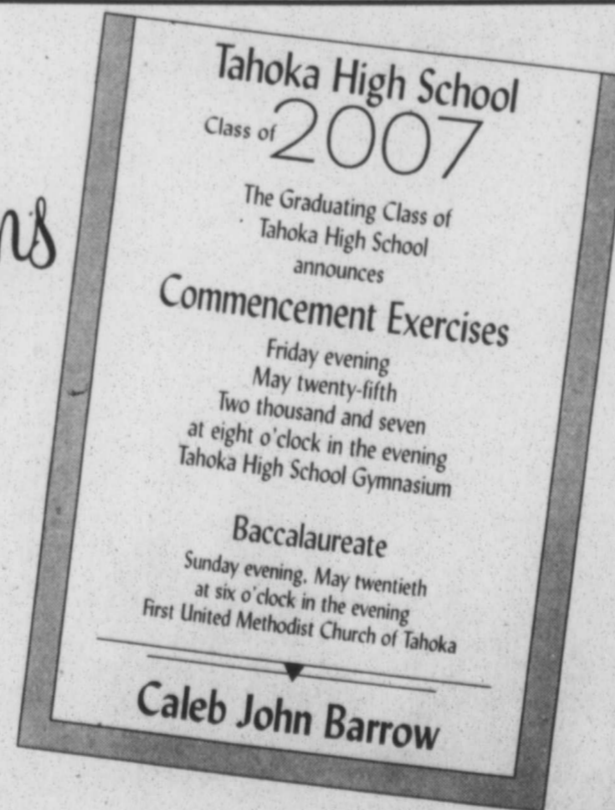 Tahoka High School
Class of 2007
The Graduating Class of
Tahoka High School
announces
Commencement Exercises
Friday evening
May twenty-fifth
Two thousand and seven
at eight o'clock in the evening
Tahoka High School Gymnasium
Baccalaureate
Sunday evening, May twentieth
at six o'clock in the evening
First United Methodist Church of Tahoka
Caleb John Barrow